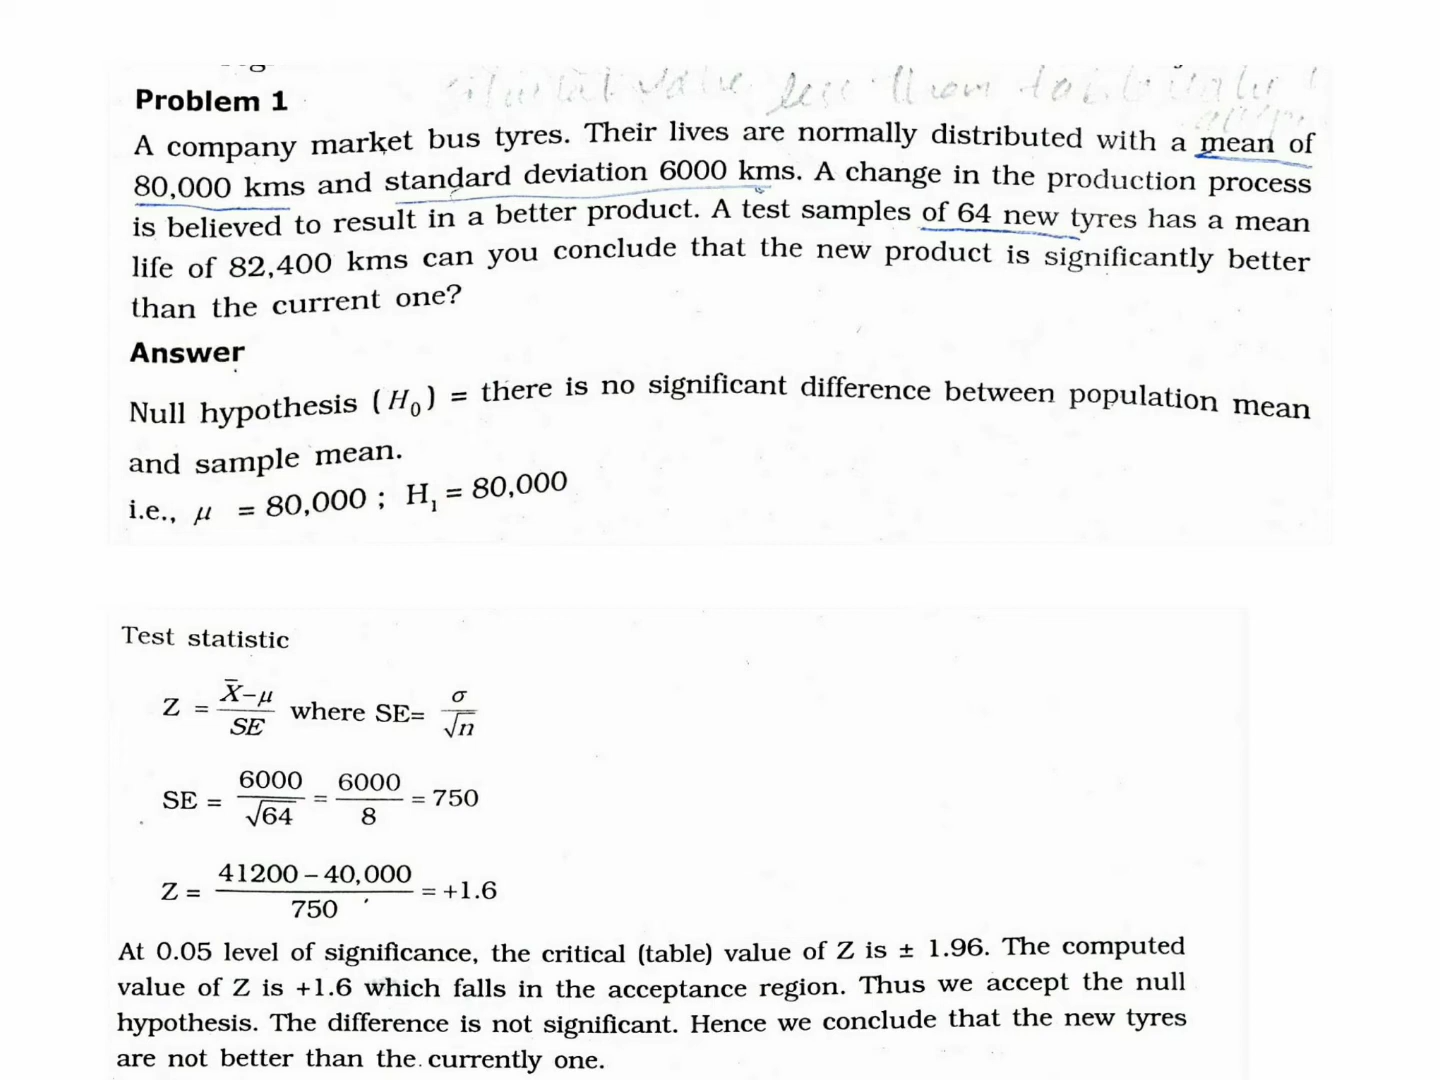 less than table value
Problem 1
A company market bus tyres. Their lives are normally distributed with a mean of
80,000 kms and standard deviation 6000 kms. A change in the production process
is believed to result in a better product. A test samples of 64 new tyres has a mean
life of 82,400 kms can you conclude that the new product is significantly better
than the current one?
Answer
Null hypothesis (H₀) = there is no significant difference between population mean
and sample mean.
i.e., μ = 80,000 ; H₁ = 80,000
Test statistic
Z = X̄–μ / SE where SE= σ / √n
SE = 6000 / √64 = 6000 / 8 = 750
Z = 41200 – 40,000 / 750 = +1.6
At 0.05 level of significance, the critical (table) value of Z is ± 1.96. The computed
value of Z is +1.6 which falls in the acceptance region. Thus we accept the null
hypothesis. The difference is not significant. Hence we conclude that the new tyres
are not better than the currently one.